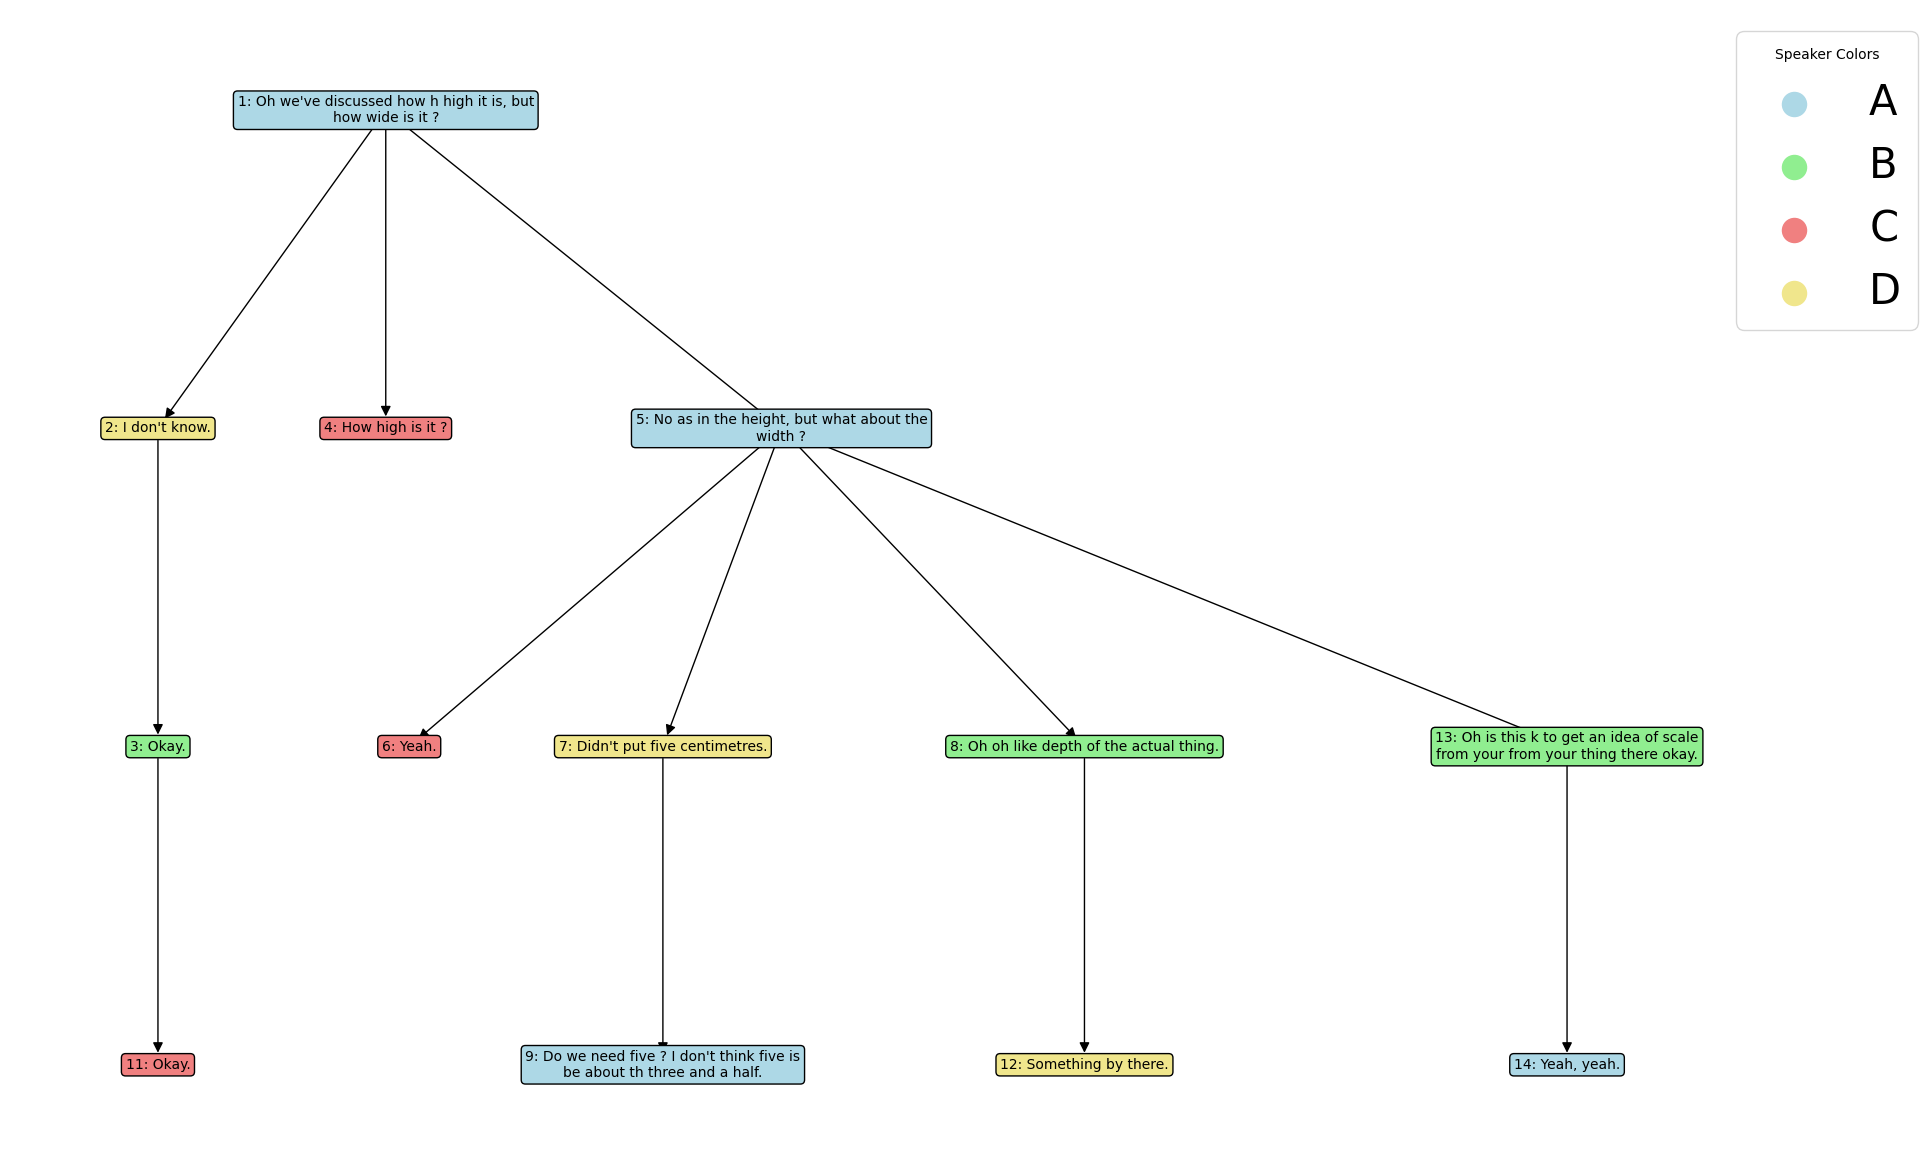 Speaker Colors
A
B
C
D
1: Oh we've discussed how h high it is, but
how wide is it ?
2: I don't know.
4: How high is it ?
5: No as in the height, but what about the
width ?
3: Okay.
6: Yeah.
7: Didn't put five centimetres.
8: Oh oh like depth of the actual thing.
13: Oh is this k to get an idea of scale
from your from your thing there okay.
11: Okay.
9: Do we need five ? I don't think five is
be about th three and a half.
12: Something by there.
14: Yeah, yeah.